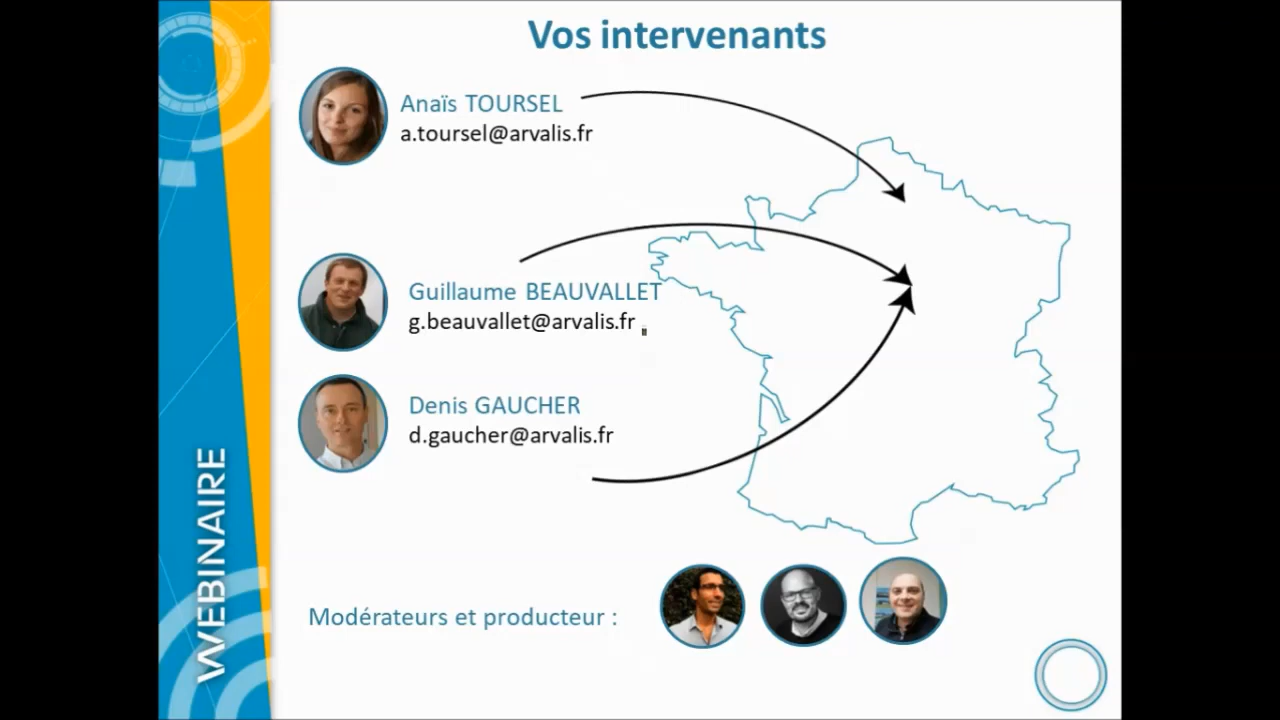 Vos intervenants
Anaïs TOURSEL
a.toursel@arvalis.fr
Guillaume BEAUVALLET
g.beauvallet@arvalis.fr
Denis GAUCHER
d.gaucher@arvalis.fr
Modérateurs et producteur :
WEBINAIRE